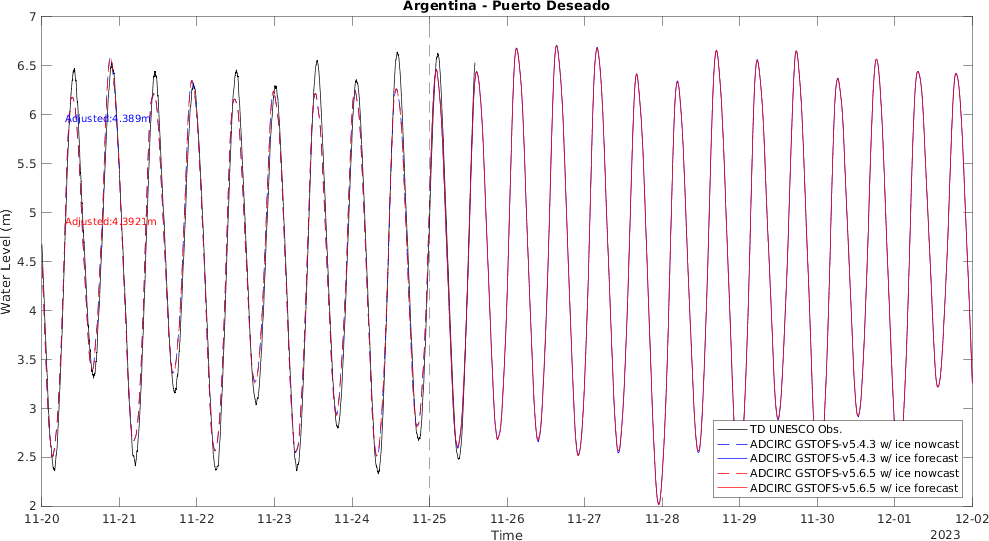 Argentina - Puerto Deseado
7
6.5
6
5.5
5
4.5
4
3.5
3
2.5
2
Water Level (m)
Adjusted:4.389m
Adjusted:4.3921m
TD UNESCO Obs.
ADCIRC GSTOFS-v5.4.3 w/ ice nowcast
ADCIRC GSTOFS-v5.4.3 w/ ice forecast
ADCIRC GSTOFS-v5.6.5 w/ ice nowcast
ADCIRC GSTOFS-v5.6.5 w/ ice forecast
11-20 11-21 11-22 11-23 11-24 11-25 11-26 11-27 11-28 11-29 11-30 12-01 12-02
Time
2023